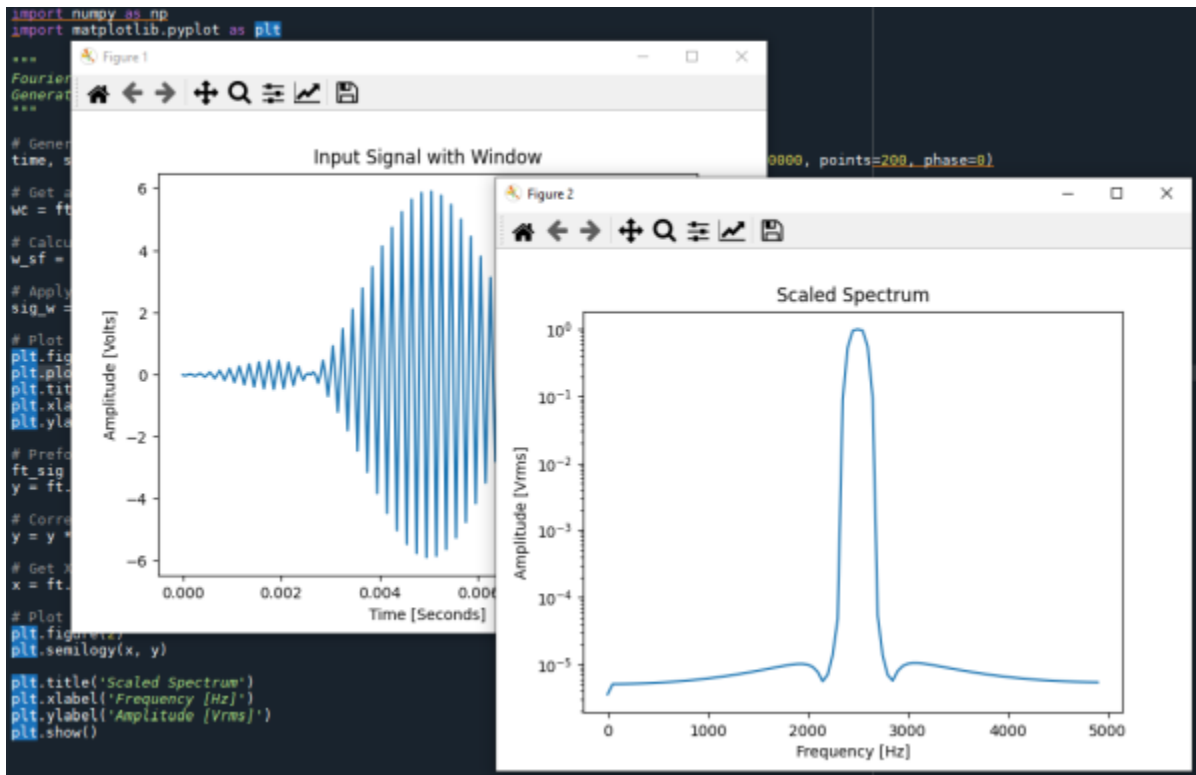 import numpy as np
import matplotlib.pyplot as plt
"""
Fourier
Generat
"""
# Gener
time, s 0000, points=200, phase=0)
# Get a
wc = ft
# Calcu
w_sf =
# Apply
sig_w =
# Plot
plt.fig
plt.plo
plt.tit
plt.xla
plt.yla
# Prefo
ft_sig
y = ft.
# Corre
y = y *
# Get X
x = ft.
# Plot
plt.figure(2)
plt.semilogy(x, y)
plt.title('Scaled Spectrum')
plt.xlabel('Frequency [Hz]')
plt.ylabel('Amplitude [Vrms]')
plt.show()
Figure 1
Input Signal with Window
Amplitude [Volts]
6
4
2
0
−2
−4
−6
0.000 0.002 0.004 0.006
Time [Seconds]
Figure 2
Scaled Spectrum
Amplitude [Vrms]
10⁰
10⁻¹
10⁻²
10⁻³
10⁻⁴
10⁻⁵
0 1000 2000 3000 4000 5000
Frequency [Hz]